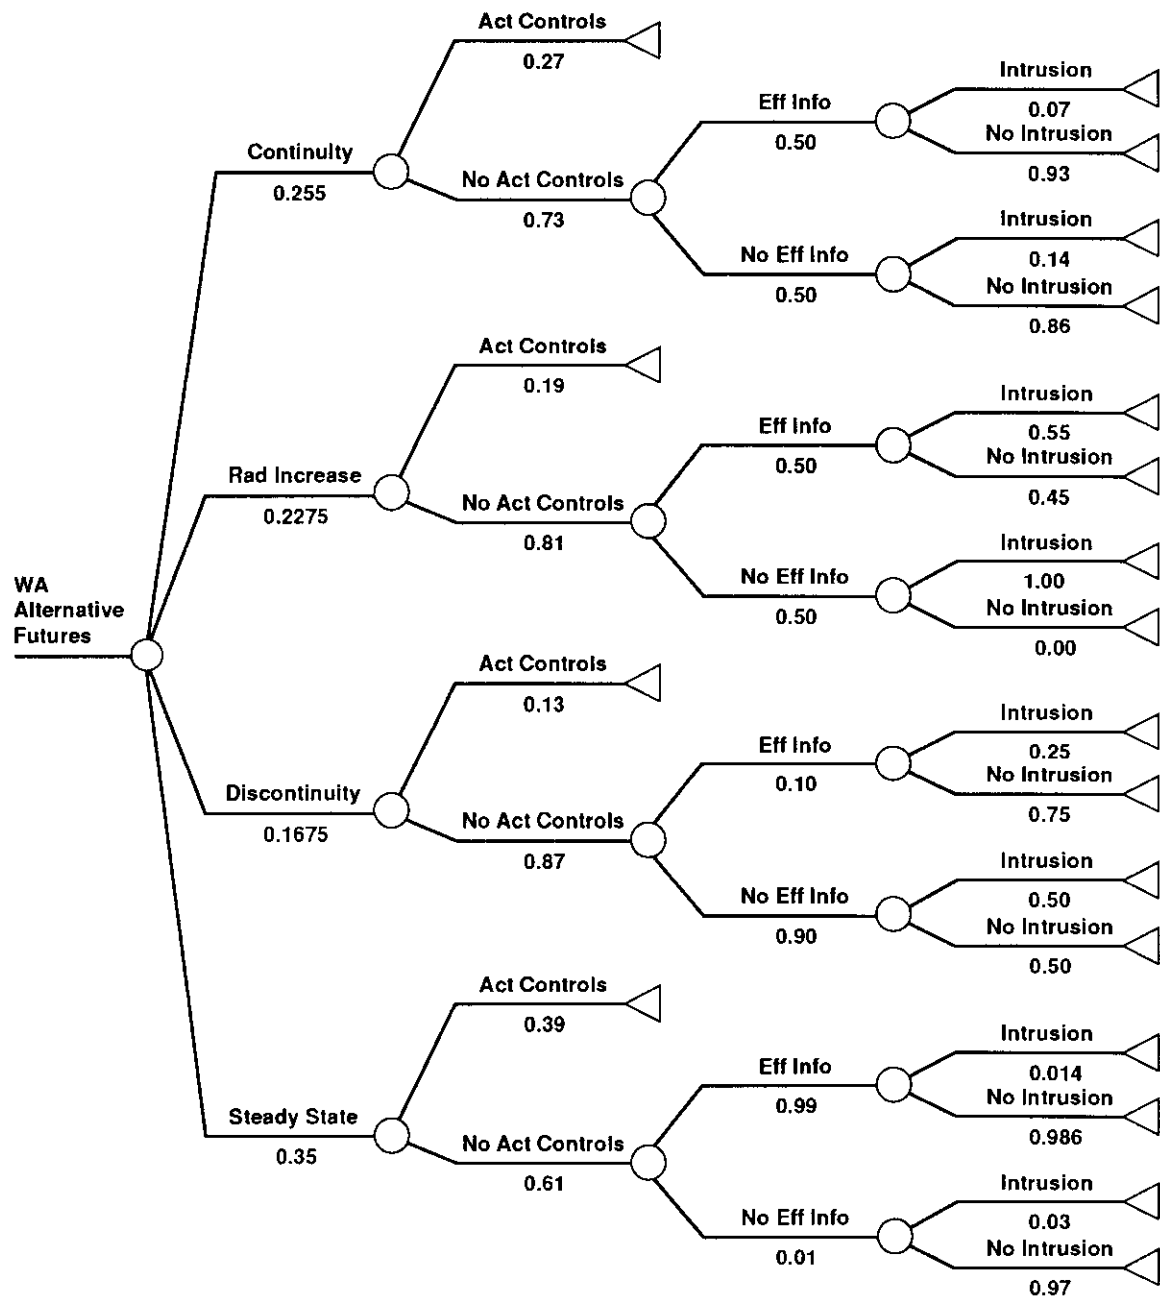 Act Controls
0.27
Intrusion
0.07
Eff Info
0.50
No Intrusion
0.93
Continuity
0.255
No Act Controls
0.73
Intrusion
0.14
No Eff Info
0.50
No Intrusion
0.86
Act Controls
0.19
Intrusion
0.55
Eff Info
0.50
No Intrusion
0.45
Rad Increase
0.2275
No Act Controls
0.81
Intrusion
1.00
No Eff Info
0.50
No Intrusion
0.00
WA
Alternative
Futures
Act Controls
0.13
Intrusion
0.25
Eff Info
0.10
No Intrusion
0.75
Discontinuity
0.1675
No Act Controls
0.87
Intrusion
0.50
No Eff Info
0.90
No Intrusion
0.50
Act Controls
0.39
Intrusion
0.014
Eff Info
0.99
No Intrusion
0.986
Steady State
0.35
No Act Controls
0.61
Intrusion
0.03
No Eff Info
0.01
No Intrusion
0.97